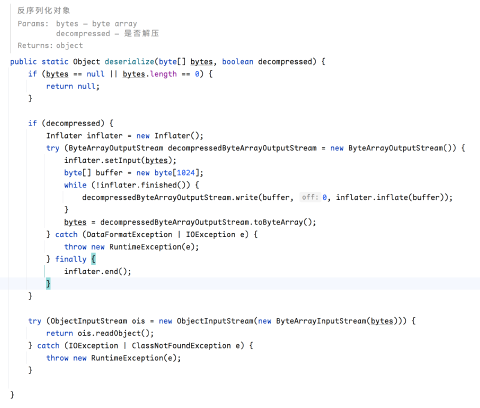 反序列化对象
Params: bytes – byte array
decompressed – 是否解压
Returns: object
public static Object deserialize(byte[] bytes, boolean decompressed) {
if (bytes == null || bytes.length == 0) {
return null;
}
if (decompressed) {
Inflater inflater = new Inflater();
try (ByteArrayOutputStream decompressedByteArrayOutputStream = new ByteArrayOutputStream()) {
inflater.setInput(bytes);
byte[] buffer = new byte[1024];
while (!inflater.finished()) {
decompressedByteArrayOutputStream.write(buffer, off: 0, inflater.inflate(buffer));
}
bytes = decompressedByteArrayOutputStream.toByteArray();
} catch (DataFormatException | IOException e) {
throw new RuntimeException(e);
} finally {
inflater.end();
}
}
try (ObjectInputStream ois = new ObjectInputStream(new ByteArrayInputStream(bytes))) {
return ois.readObject();
} catch (IOException | ClassNotFoundException e) {
throw new RuntimeException(e);
}
}